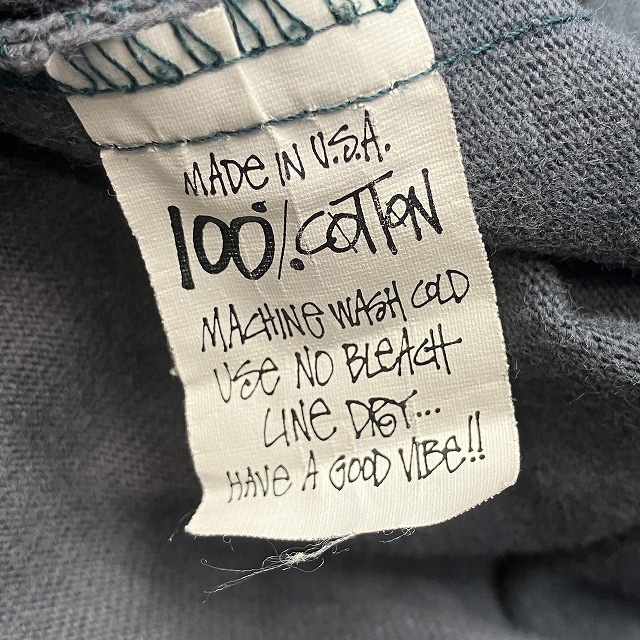 MADE IN U.S.A.
100%. COTTON
MACHINE WASH COLD
USE NO BLEACH
LINE DRY...
HAVE A GOOD VIBE!!